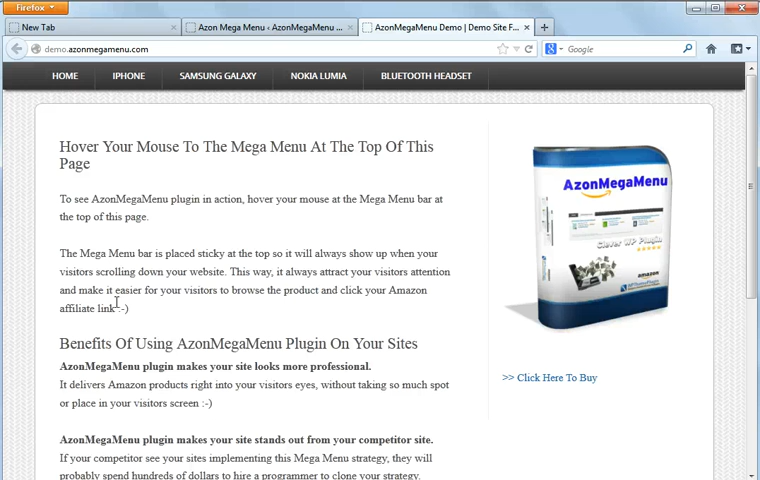 Firefox
New Tab
Azon Mega Menu ‹ AzonMegaMenu ...
AzonMegaMenu Demo | Demo Site F...
demo.azonmegamenu.com
Google
HOME
IPHONE
SAMSUNG GALAXY
NOKIA LUMIA
BLUETOOTH HEADSET
Hover Your Mouse To The Mega Menu At The Top Of This
Page
To see AzonMegaMenu plugin in action, hover your mouse at the Mega Menu bar at
the top of this page.
The Mega Menu bar is placed sticky at the top so it will always show up when your
visitors scrolling down your website. This way, it always attract your visitors attention
and make it easier for your visitors to browse the product and click your Amazon
affiliate link :-)
Benefits Of Using AzonMegaMenu Plugin On Your Sites
AzonMegaMenu plugin makes your site looks more professional.
It delivers Amazon products right into your visitors eyes, without taking so much spot
or place in your visitors screen :-)
AzonMegaMenu plugin makes your site stands out from your competitor site.
If your competitor see your sites implementing this Mega Menu strategy, they will
probably spend hundreds of dollars to hire a programmer to clone your strategy.
AzonMegaMenu
Clever WP Plugin
amazon
>> Click Here To Buy